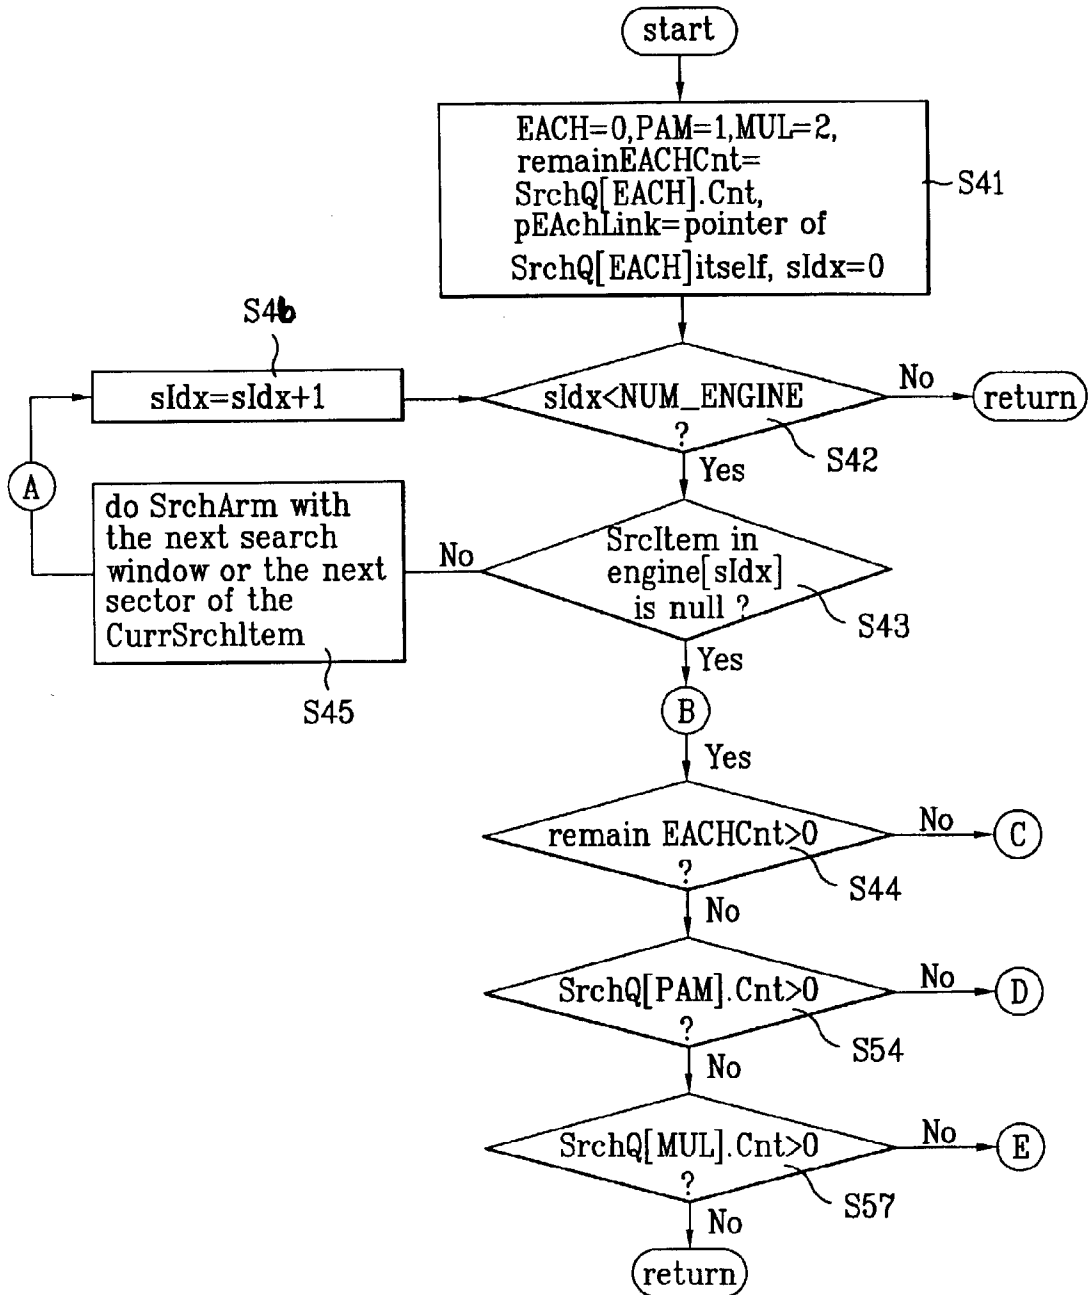 start
EACH=0,PAM=1,MUL=2,
remainEACHCnt=
SrchQ[EACH].Cnt,
pEAchLink=pointer of
SrchQ[EACH]itself, sIdx=0
S41
S46
sIdx=sIdx+1
sIdx<NUM_ENGINE
?
No
return
S42
Yes
A
do SrchArm with
the next search
window or the next
sector of the
CurrSrchItem
S45
No
SrcItem in
engine[sIdx]
is null ?
S43
Yes
B
Yes
remain EACHCnt>0
?
No
C
S44
No
SrchQ[PAM].Cnt>0
?
No
D
S54
No
SrchQ[MUL].Cnt>0
?
No
E
S57
No
return